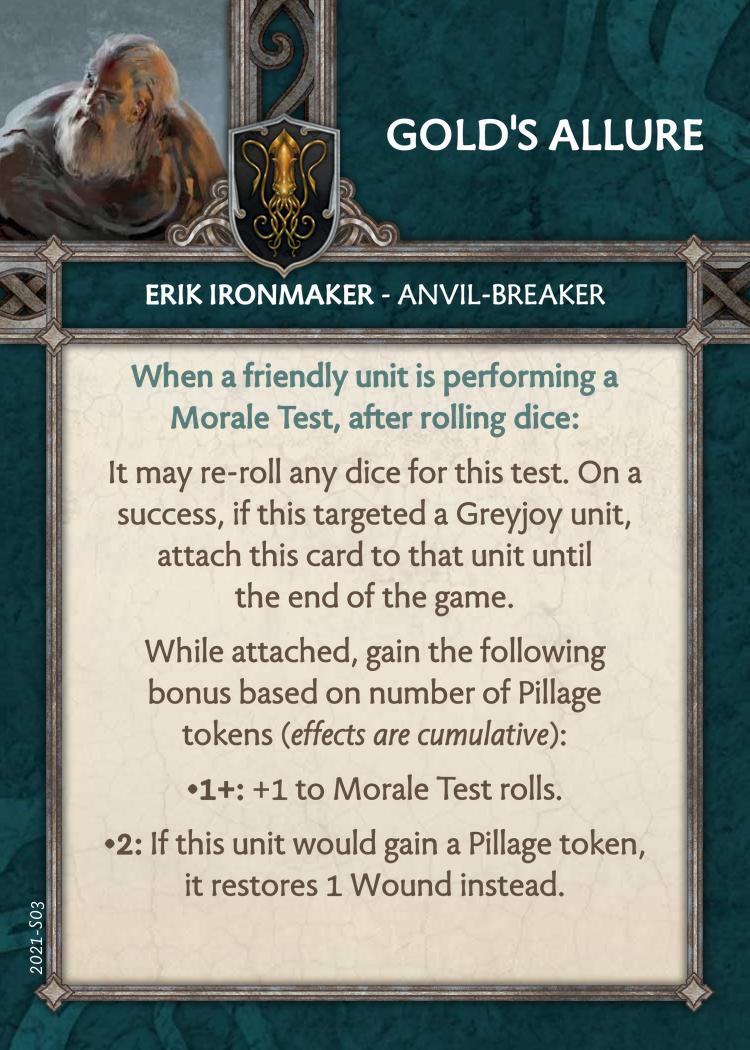 GOLD'S ALLURE
ERIK IRONMAKER - ANVIL-BREAKER
When a friendly unit is performing a
Morale Test, after rolling dice:
It may re-roll any dice for this test. On a
success, if this targeted a Greyjoy unit,
attach this card to that unit until
the end of the game.
While attached, gain the following
bonus based on number of Pillage
tokens (effects are cumulative):
•1+: +1 to Morale Test rolls.
•2: If this unit would gain a Pillage token,
it restores 1 Wound instead.
2021-S03